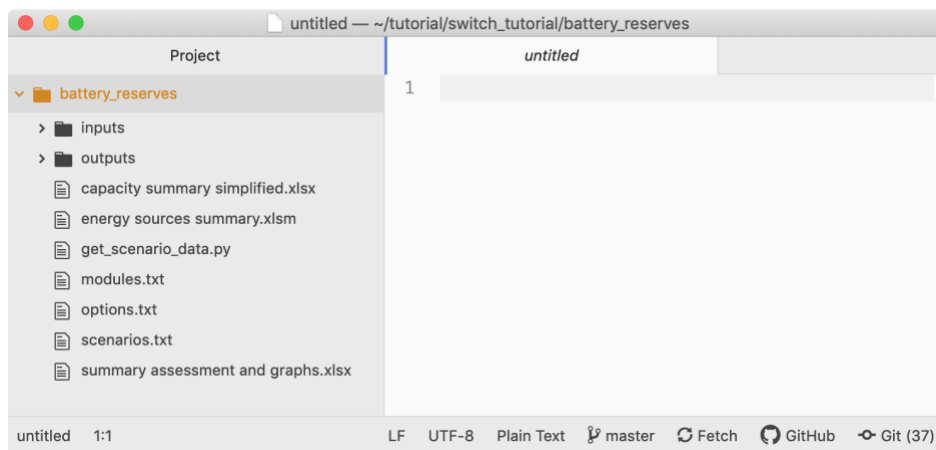 untitled — ~/tutorial/switch_tutorial/battery_reserves
Project
untitled
battery_reserves
1
inputs
outputs
capacity summary simplified.xlsx
energy sources summary.xlsm
get_scenario_data.py
modules.txt
options.txt
scenarios.txt
summary assessment and graphs.xlsx
untitled 1:1 LF UTF-8 Plain Text master Fetch GitHub Git (37)